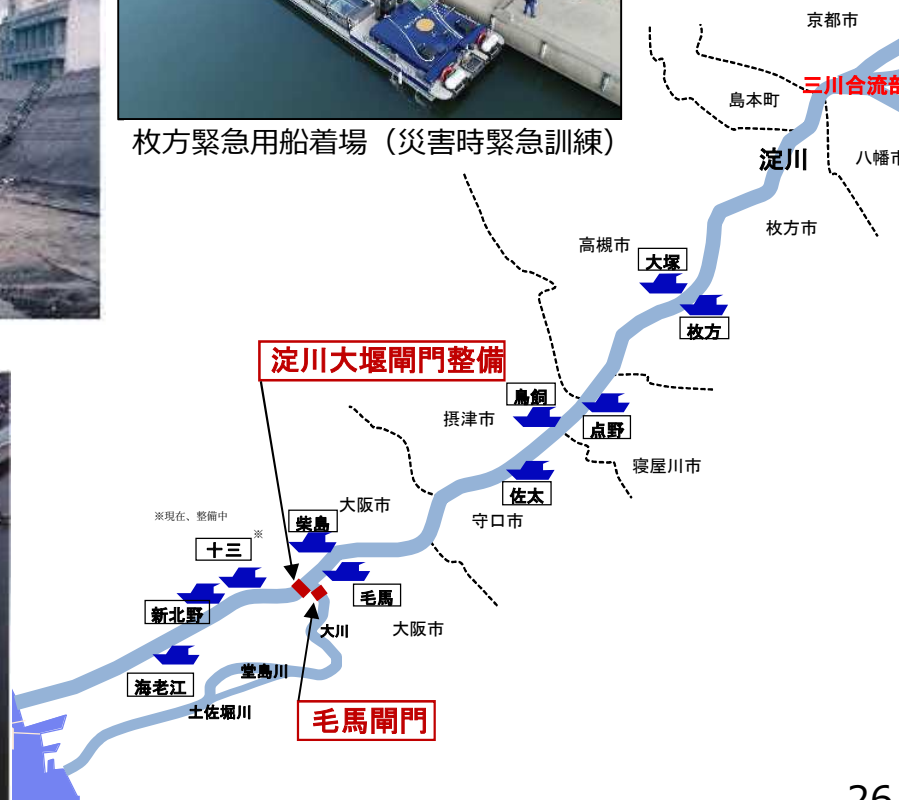 京都市
三川合流部
島本町
枚方緊急用船着場（災害時緊急訓練）
淀川
八幡市
枚方市
高槻市
大塚
枚方
淀川大堰閘門整備
鳥飼
摂津市
点野
寝屋川市
佐太
大阪市
守口市
※現在、整備中
柴島
※
十三
毛馬
新北野
大川
大阪市
堂島川
海老江
土佐堀川
毛馬閘門
26